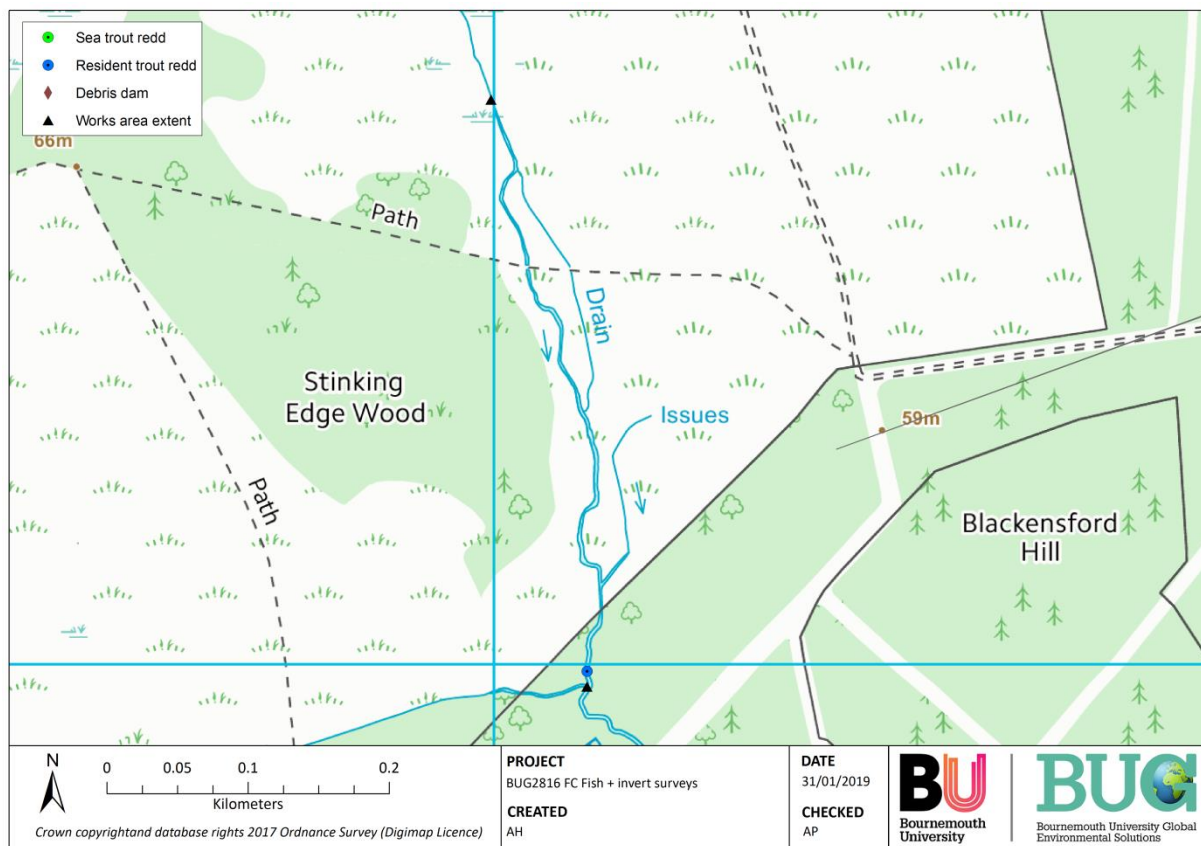 Sea trout redd
Resident trout redd
Debris dam
Works area extent
66m
Path
Drain
Stinking
Edge Wood
Issues
59m
Path
Blackensford
Hill
N
0 0.05 0.1 0.2
Kilometers
Crown copyrightand database rights 2017 Ordnance Survey (Digimap Licence)
PROJECT
BUG2816 FC Fish + invert surveys
CREATED
AH
DATE
31/01/2019
CHECKED
AP
BU
Bournemouth
University
BUG
Bournemouth University Global
Environmental Solutions